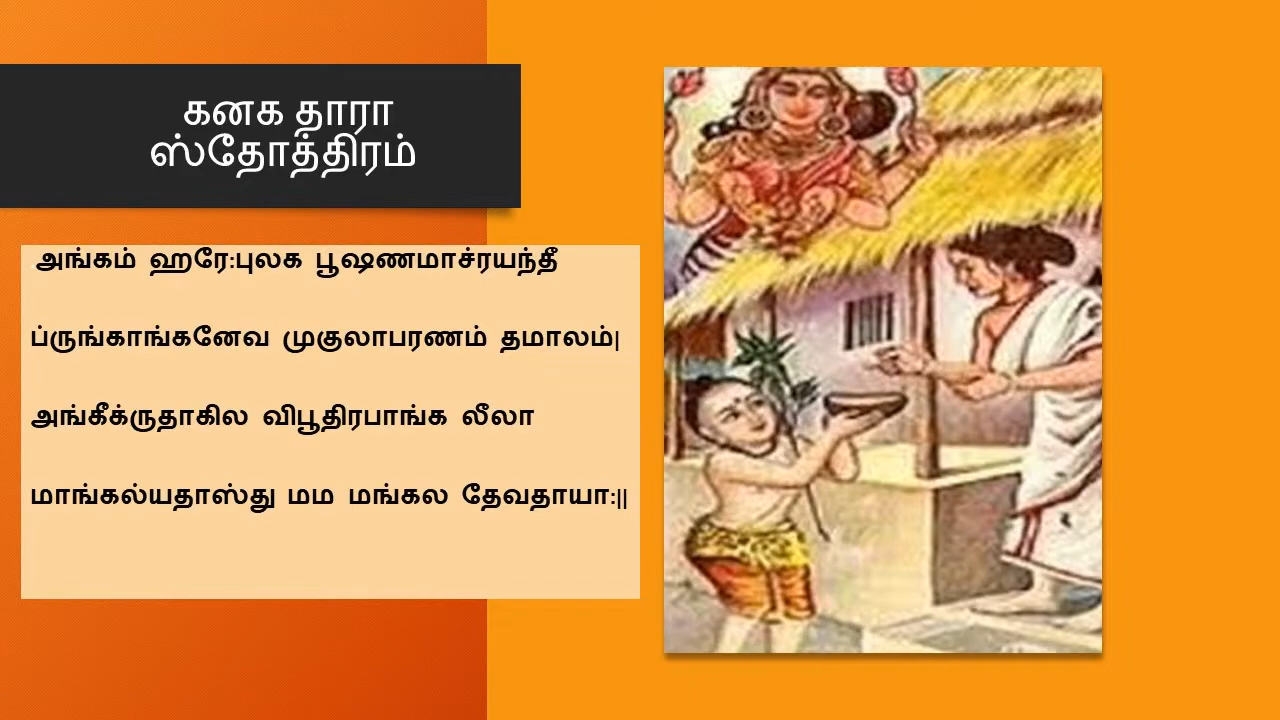 கனக தாரா
ஸ்தோத்திரம்
அங்கம் ஹரே:புலக பூஷணமாச்ரயந்தீ
ப்ருங்காங்கனேவ முகுலாபரணம் தமாலம்|
அங்கீக்ருதாகில விபூதிரபாங்க லீலா
மாங்கல்யதாஸ்து மம மங்கல தேவதாயா:||